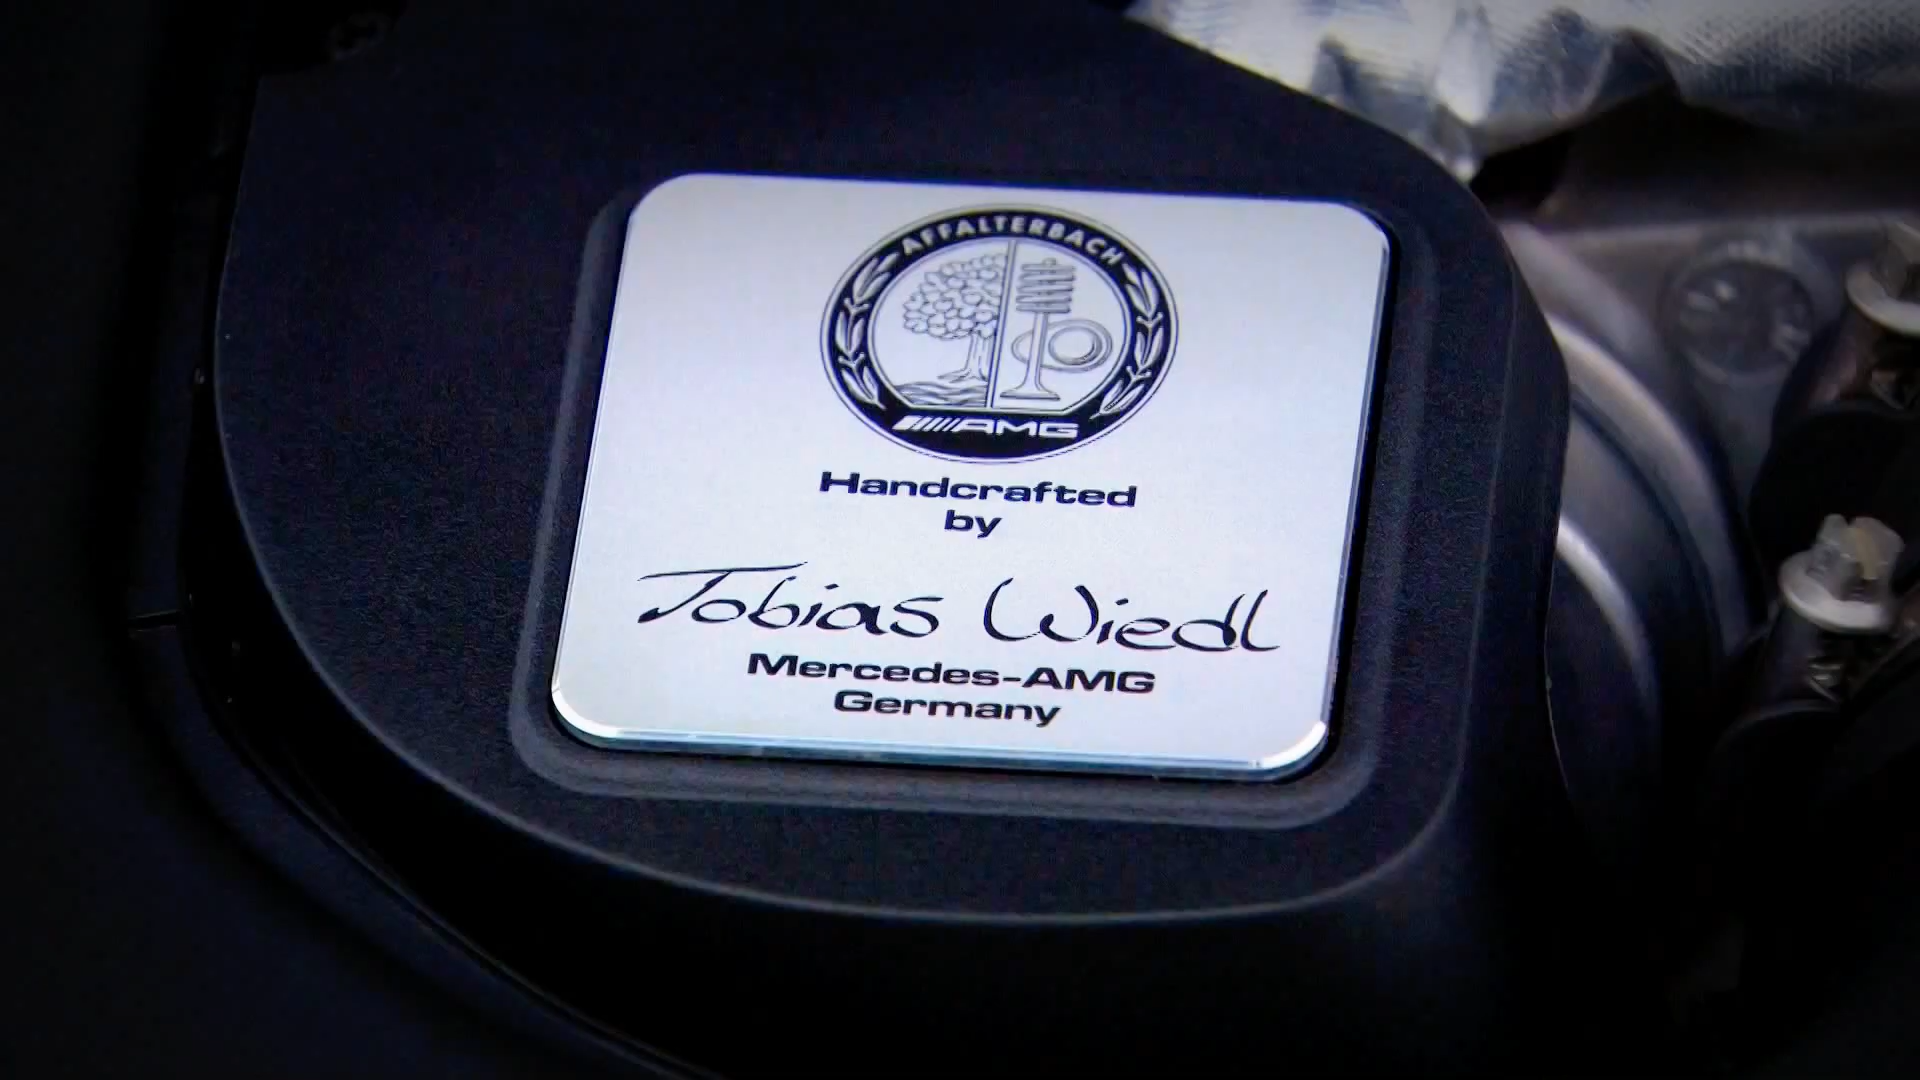 AFFALTERBACH
AMG
Handcrafted
by
Tobias Wiedl
Mercedes-AMG
Germany